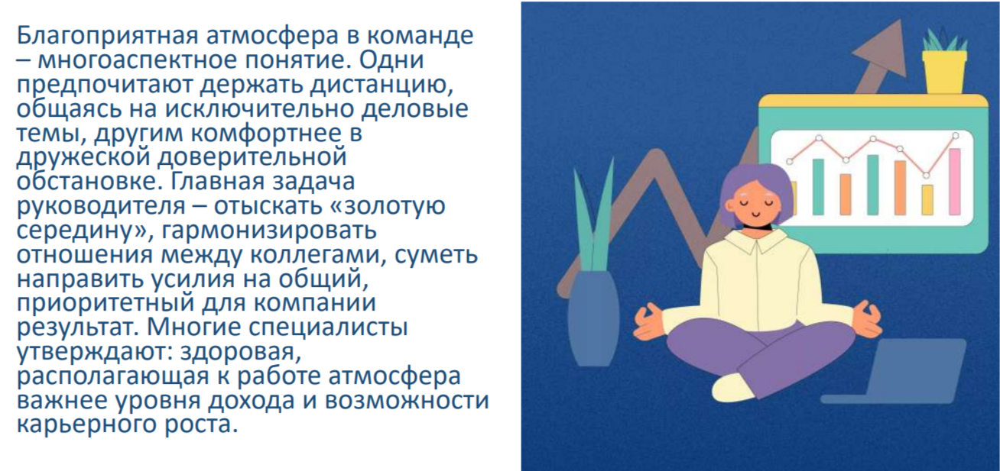 Благоприятная атмосфера в команде
– многоаспектное понятие. Одни
предпочитают держать дистанцию,
общаясь на исключительно деловые
темы, другим комфортнее в
дружеской доверительной
обстановке. Главная задача
руководителя – отыскать «золотую
середину», гармонизировать
отношения между коллегами, суметь
направить усилия на общий,
приоритетный для компании
результат. Многие специалисты
утверждают: здоровая,
располагающая к работе атмосфера
важнее уровня дохода и возможности
карьерного роста.